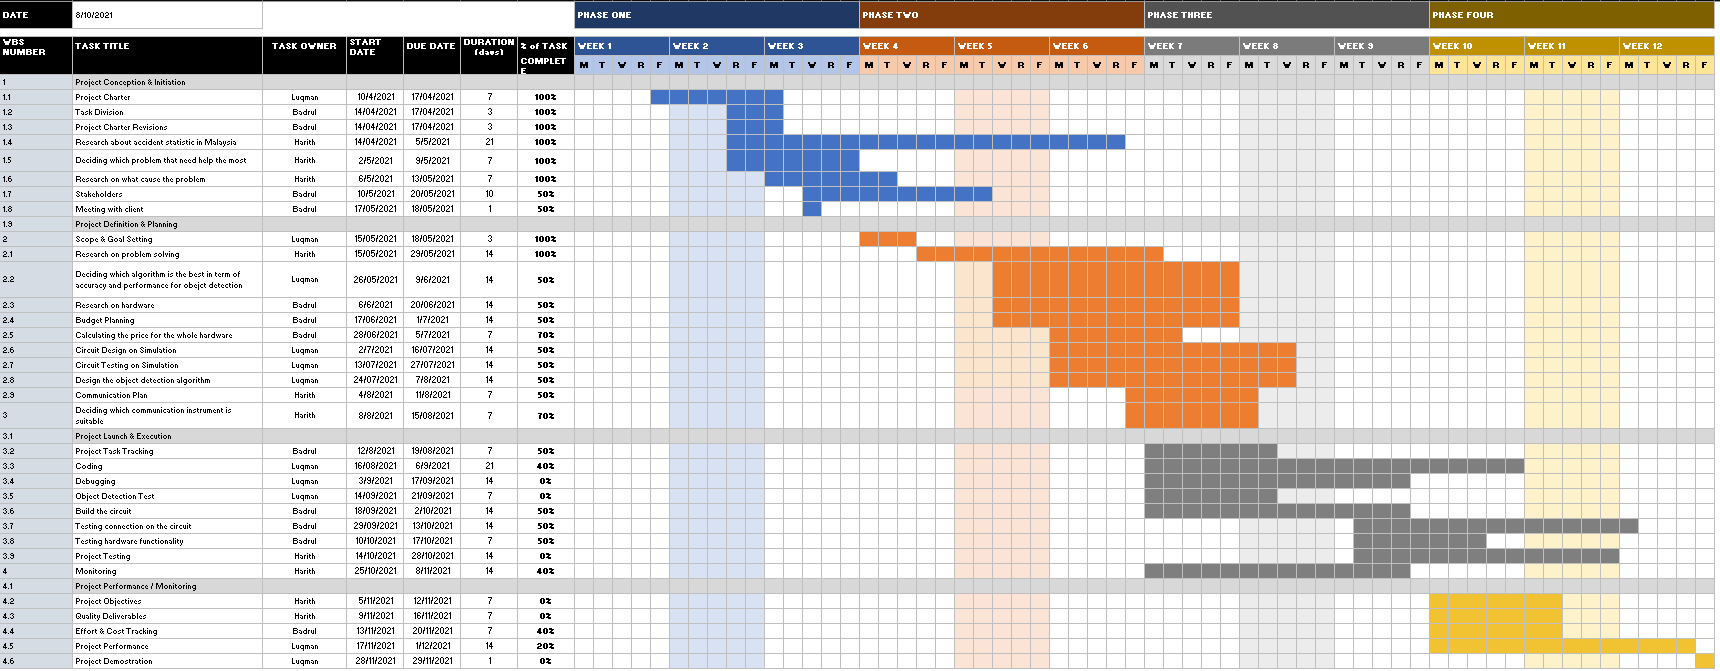 DATE 8/10/2021 PHASE ONE PHASE TWO PHASE THREE PHASE FOUR
WBS NUMBER TASK TITLE TASK OWNER START DATE DUE DATE DURATION (days) % of TASK COMPLETE WEEK 1 WEEK 2 WEEK 3 WEEK 4 WEEK 5 WEEK 6 WEEK 7 WEEK 8 WEEK 9 WEEK 10 WEEK 11 WEEK 12
M T W R F M T W R F M T W R F M T W R F M T W R F M T W R F M T W R F M T W R F M T W R F M T W R F M T W R F M T W R F
1 Project Conception & Initiation
1.1 Project Charter Luqman 10/4/2021 17/04/2021 7 100%
1.2 Task Division Badrul 14/04/2021 17/04/2021 3 100%
1.3 Project Charter Revisions Badrul 14/04/2021 17/04/2021 3 100%
1.4 Research about accident statistic in Malaysia Harith 14/04/2021 5/5/2021 21 100%
1.5 Deciding which problem that need help the most Harith 2/5/2021 9/5/2021 7 100%
1.6 Research on what cause the problem Harith 6/5/2021 13/05/2021 7 100%
1.7 Stakeholders Badrul 10/5/2021 20/05/2021 10 50%
1.8 Meeting with client Badrul 17/05/2021 18/05/2021 1 50%
1.9 Project Definition & Planning
2 Scope & Goal Setting Luqman 15/05/2021 18/05/2021 3 100%
2.1 Research on problem solving Harith 15/05/2021 29/05/2021 14 100%
2.2 Deciding which algorithm is the best in term of
accuracy and performance for obejct detection Luqman 26/05/2021 9/6/2021 14 50%
2.3 Research on hardware Badrul 6/6/2021 20/06/2021 14 50%
2.4 Budget Planning Badrul 17/06/2021 1/7/2021 14 50%
2.5 Calculating the price for the whole hardware Badrul 28/06/2021 5/7/2021 7 70%
2.6 Circuit Design on Simulation Luqman 2/7/2021 16/07/2021 14 50%
2.7 Circuit Testing on Simulation Luqman 13/07/2021 27/07/2021 14 50%
2.8 Design the object detection algorithm Luqman 24/07/2021 7/8/2021 14 50%
2.9 Communication Plan Harith 4/8/2021 11/8/2021 7 50%
3 Deciding which communication instrument is
suitable Harith 8/8/2021 15/08/2021 7 70%
3.1 Project Launch & Execution
3.2 Project Task Tracking Badrul 12/8/2021 19/08/2021 7 50%
3.3 Coding Luqman 16/08/2021 6/9/2021 21 40%
3.4 Debugging Luqman 3/9/2021 17/09/2021 14 0%
3.5 Object Detection Test Luqman 14/09/2021 21/09/2021 7 0%
3.6 Build the circuit Badrul 18/09/2021 2/10/2021 14 50%
3.7 Testing connection on the circuit Badrul 29/09/2021 13/10/2021 14 50%
3.8 Testing hardware functionality Badrul 10/10/2021 17/10/2021 7 50%
3.9 Project Testing Harith 14/10/2021 28/10/2021 14 0%
4 Monitoring Harith 25/10/2021 8/11/2021 14 40%
4.1 Project Performance / Monitoring
4.2 Project Objectives Harith 5/11/2021 12/11/2021 7 0%
4.3 Quality Deliverables Harith 9/11/2021 16/11/2021 7 0%
4.4 Effort & Cost Tracking Badrul 13/11/2021 20/11/2021 7 40%
4.5 Project Performance Luqman 17/11/2021 1/12/2021 14 20%
4.6 Project Demostration Luqman 28/11/2021 29/11/2021 1 0%